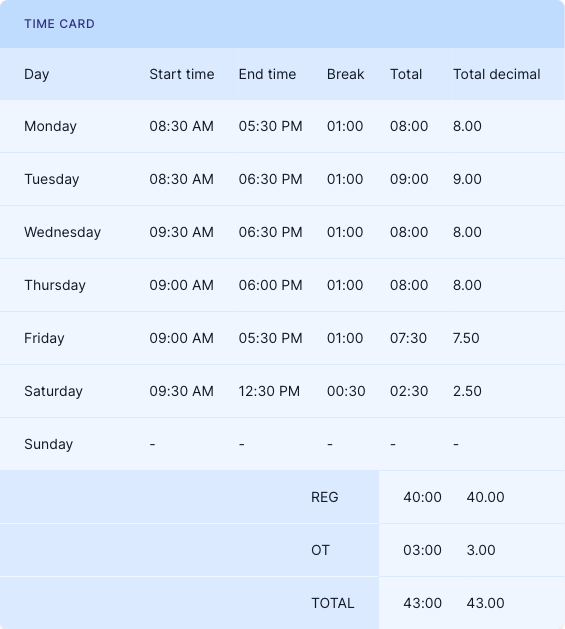 TIME CARD
Day Start time End time Break Total Total decimal
Monday 08:30 AM 05:30 PM 01:00 08:00 8.00
Tuesday 08:30 AM 06:30 PM 01:00 09:00 9.00
Wednesday 09:30 AM 06:30 PM 01:00 08:00 8.00
Thursday 09:00 AM 06:00 PM 01:00 08:00 8.00
Friday 09:00 AM 05:30 PM 01:00 07:30 7.50
Saturday 09:30 AM 12:30 PM 00:30 02:30 2.50
Sunday - - - - -
REG 40:00 40.00
OT 03:00 3.00
TOTAL 43:00 43.00